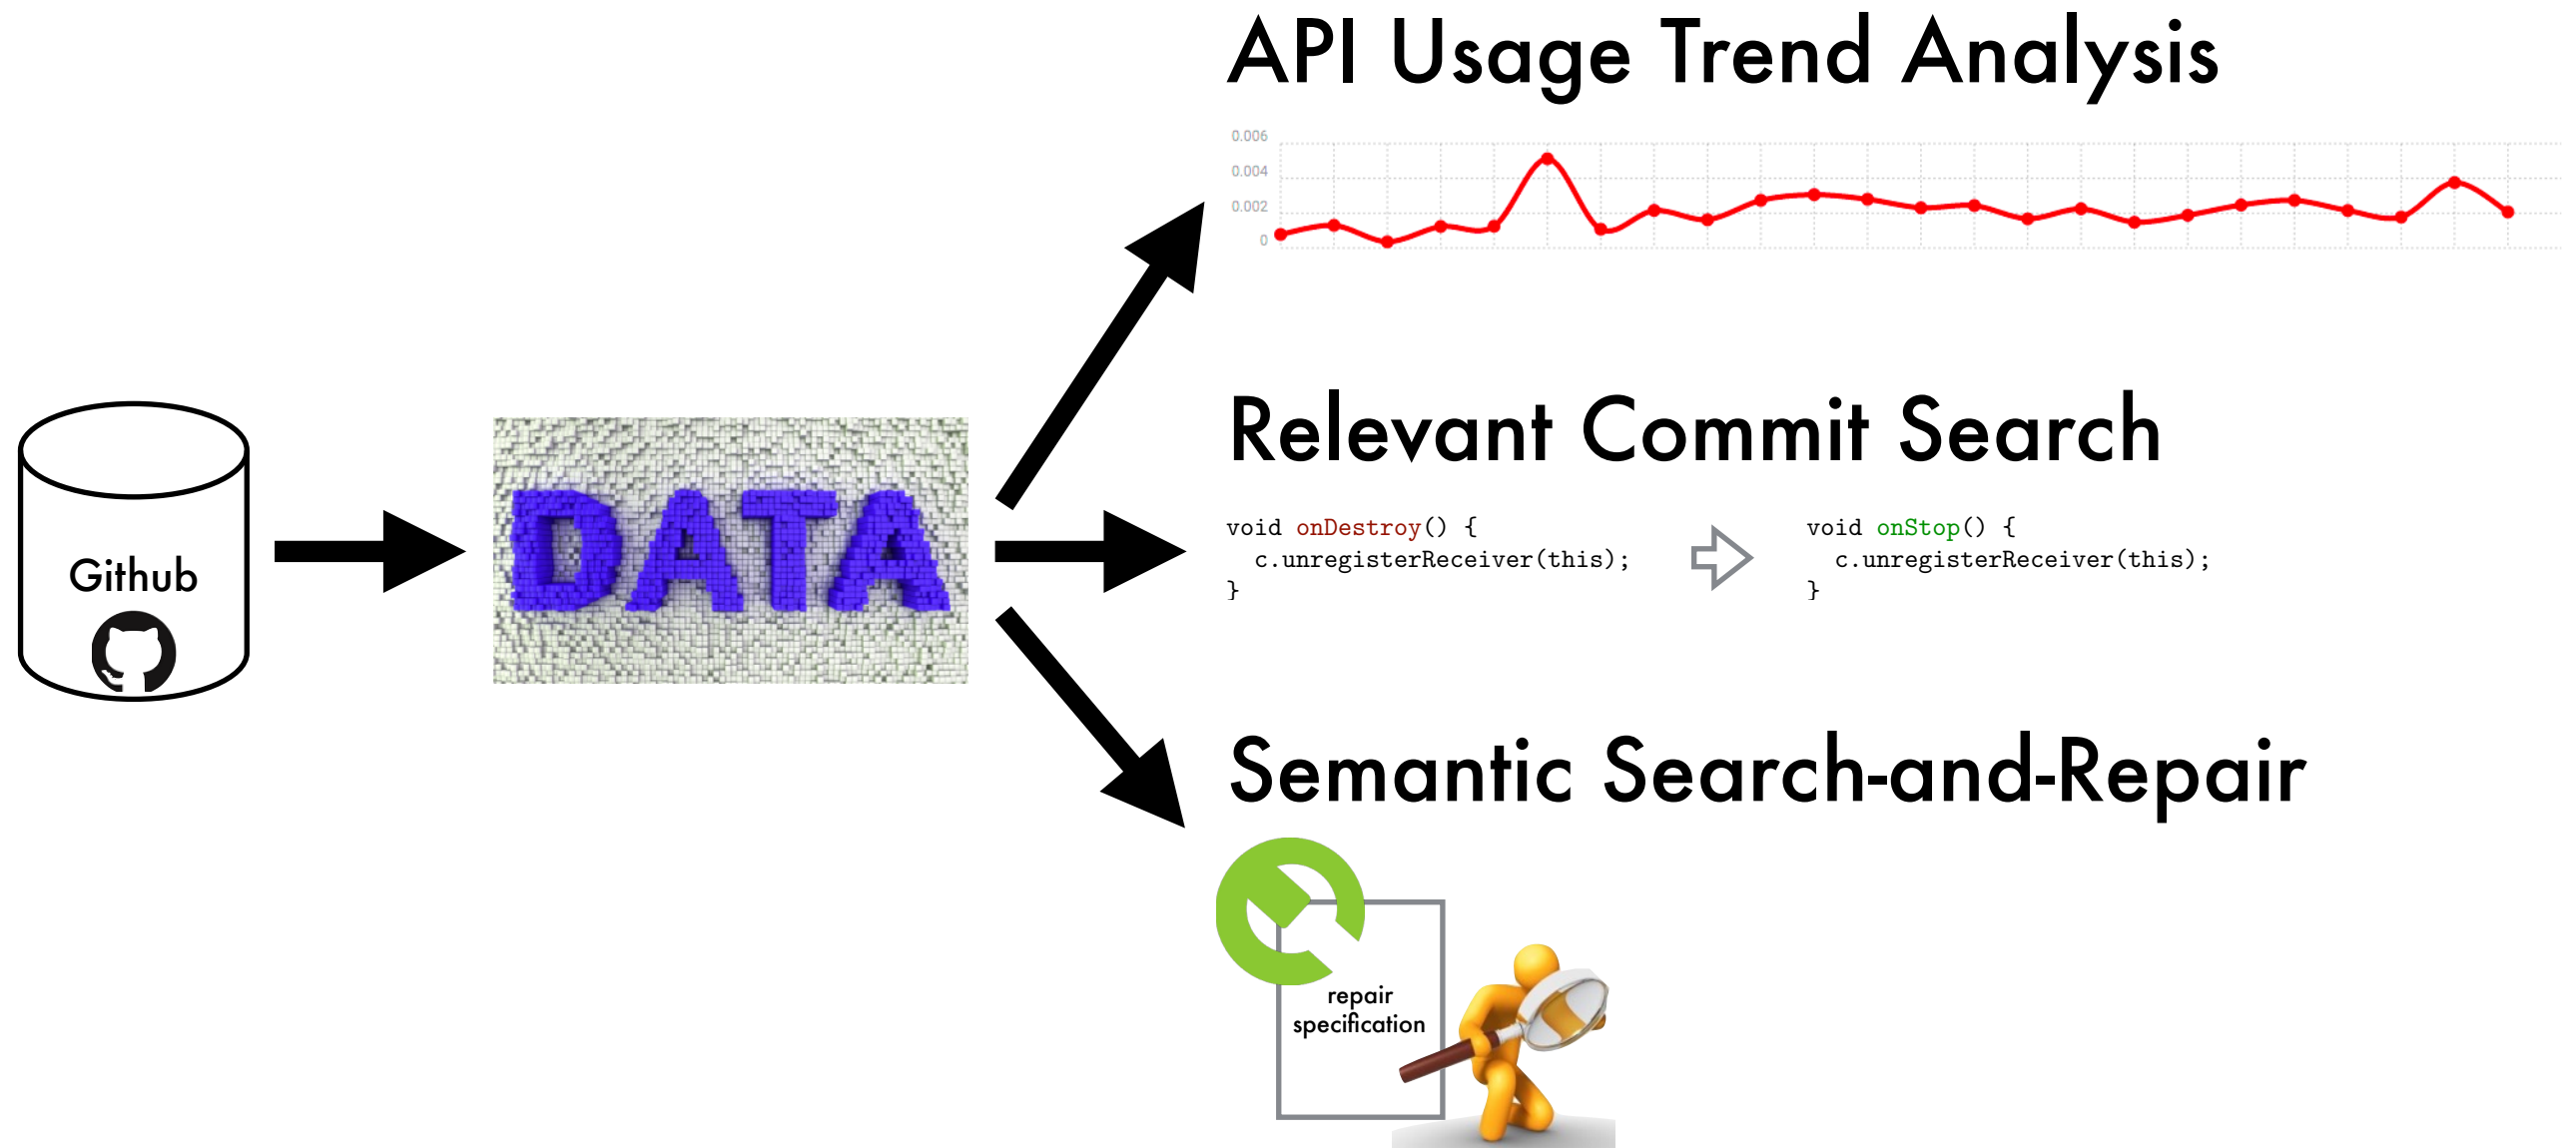 API Usage Trend Analysis
0.006
0.004
0.002
0
Github
DATA
Relevant Commit Search
void onDestroy() {
  c.unregisterReceiver(this);
}
void onStop() {
  c.unregisterReceiver(this);
}
Semantic Search-and-Repair
repair
specification